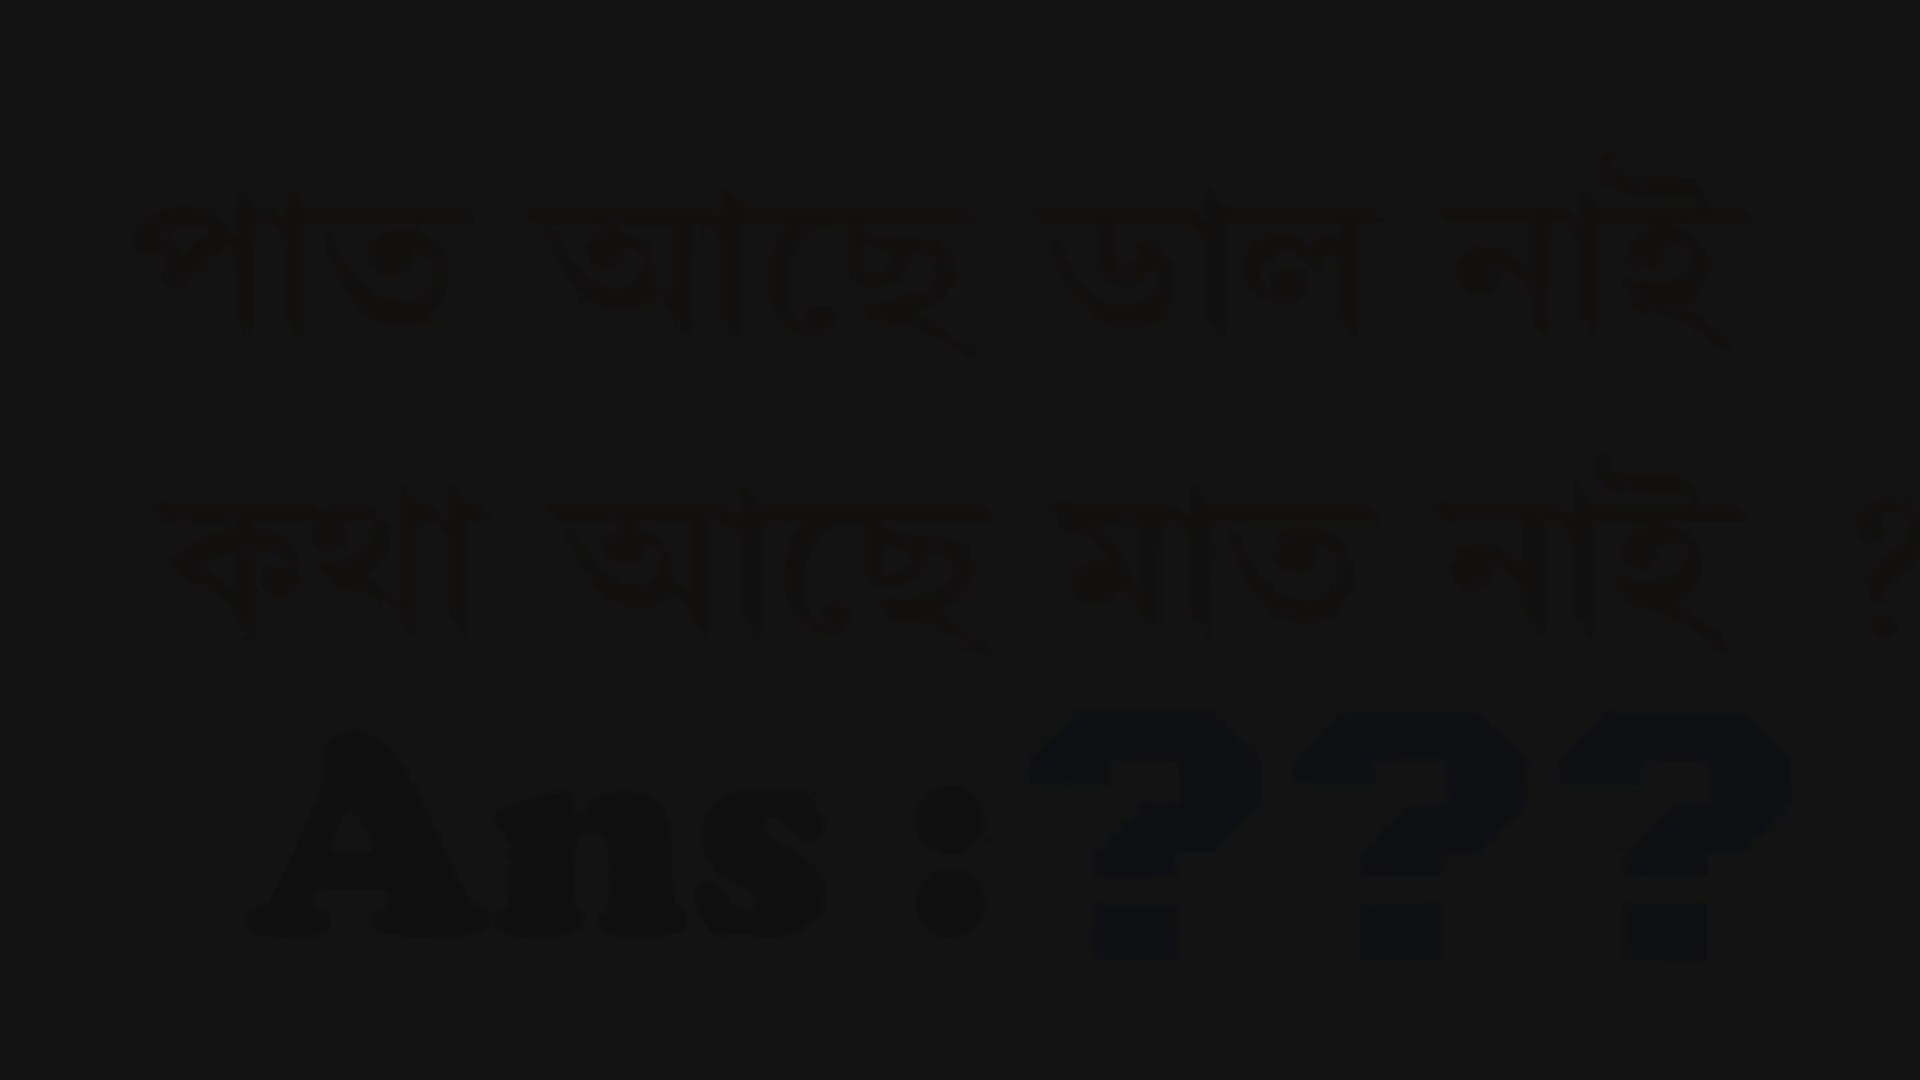 পাত আছে ডাল নাই
কথা আছে মাত নাই ?
Ans : ???